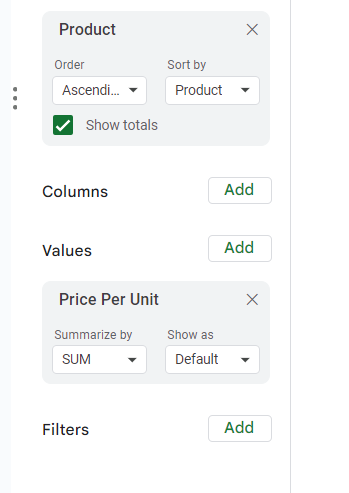 Product
Order Sort by
Ascendi... Product
Show totals
Columns Add
Values Add
Price Per Unit
Summarize by Show as
SUM Default
Filters Add